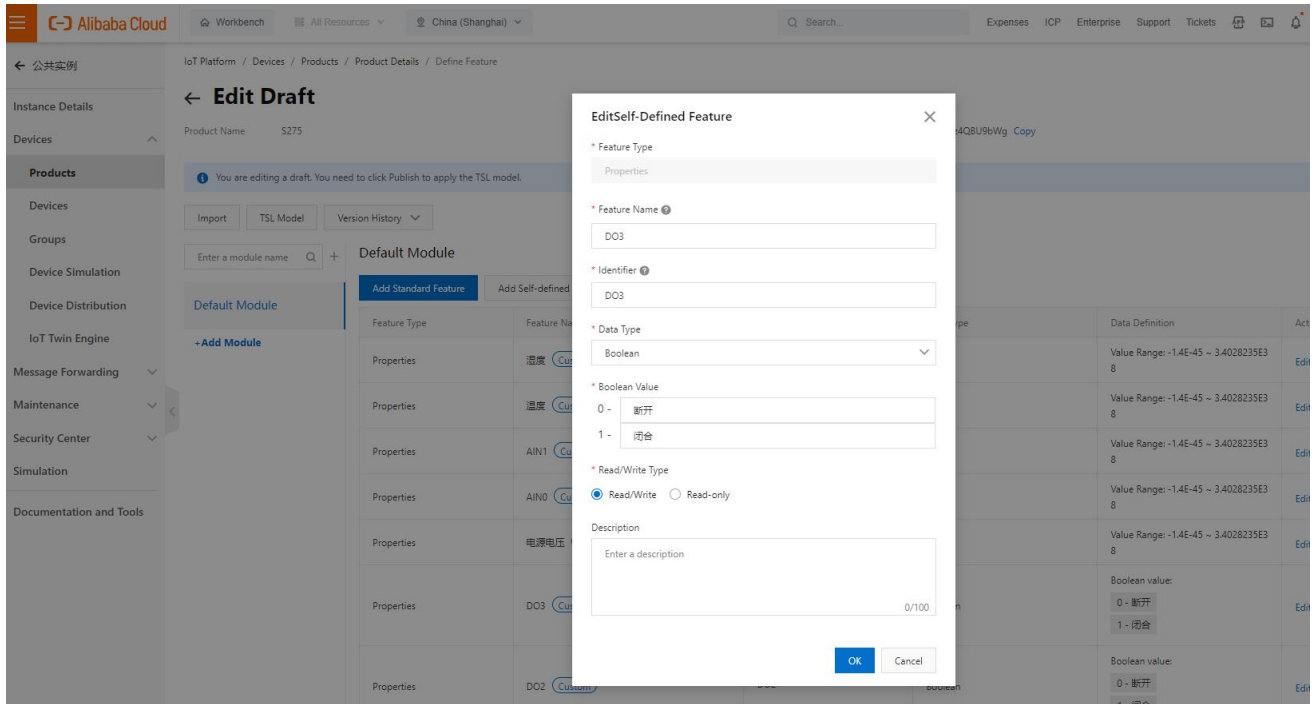 Alibaba Cloud
Workbench
All Resources
China (Shanghai)
Search...
Expenses ICP Enterprise Support Tickets
公共实例
IoT Platform / Devices / Products / Product Details / Define Feature
Instance Details
Devices
Products
Devices
Groups
Device Simulation
Device Distribution
IoT Twin Engine
Message Forwarding
Maintenance
Security Center
Simulation
Documentation and Tools
← Edit Draft
Product Name S275
4QBU9bWg Copy
You are editing a draft. You need to click Publish to apply the TSL model.
Import TSL Model Version History
Enter a module name +
Default Module
+Add Module
Default Module
Add Standard Feature Add Self-defined
Feature Type Feature Data Definition
Properties 湿度 Value Range: -1.4E-45 ~ 3.4028235E3
8 Edit
Properties 温度 Value Range: -1.4E-45 ~ 3.4028235E3
8 Edit
Properties AIN1 Value Range: -1.4E-45 ~ 3.4028235E3
8 Edit
Properties AIN0 Value Range: -1.4E-45 ~ 3.4028235E3
8 Edit
Properties 电源电压 Value Range: -1.4E-45 ~ 3.4028235E3
8 Edit
Properties DO3 Boolean value:
0 - 断开
1 - 闭合 Edit
Properties DO2 Custom Boolean Boolean value:
0 - 断开 Edit
EditSelf-Defined Feature
* Feature Type
Properties
* Feature Name
DO3
* Identifier
DO3
* Data Type
Boolean
* Boolean Value
0 - 断开
1 - 闭合
* Read/Write Type
Read/Write Read-only
Description
Enter a description
0/100
OK Cancel